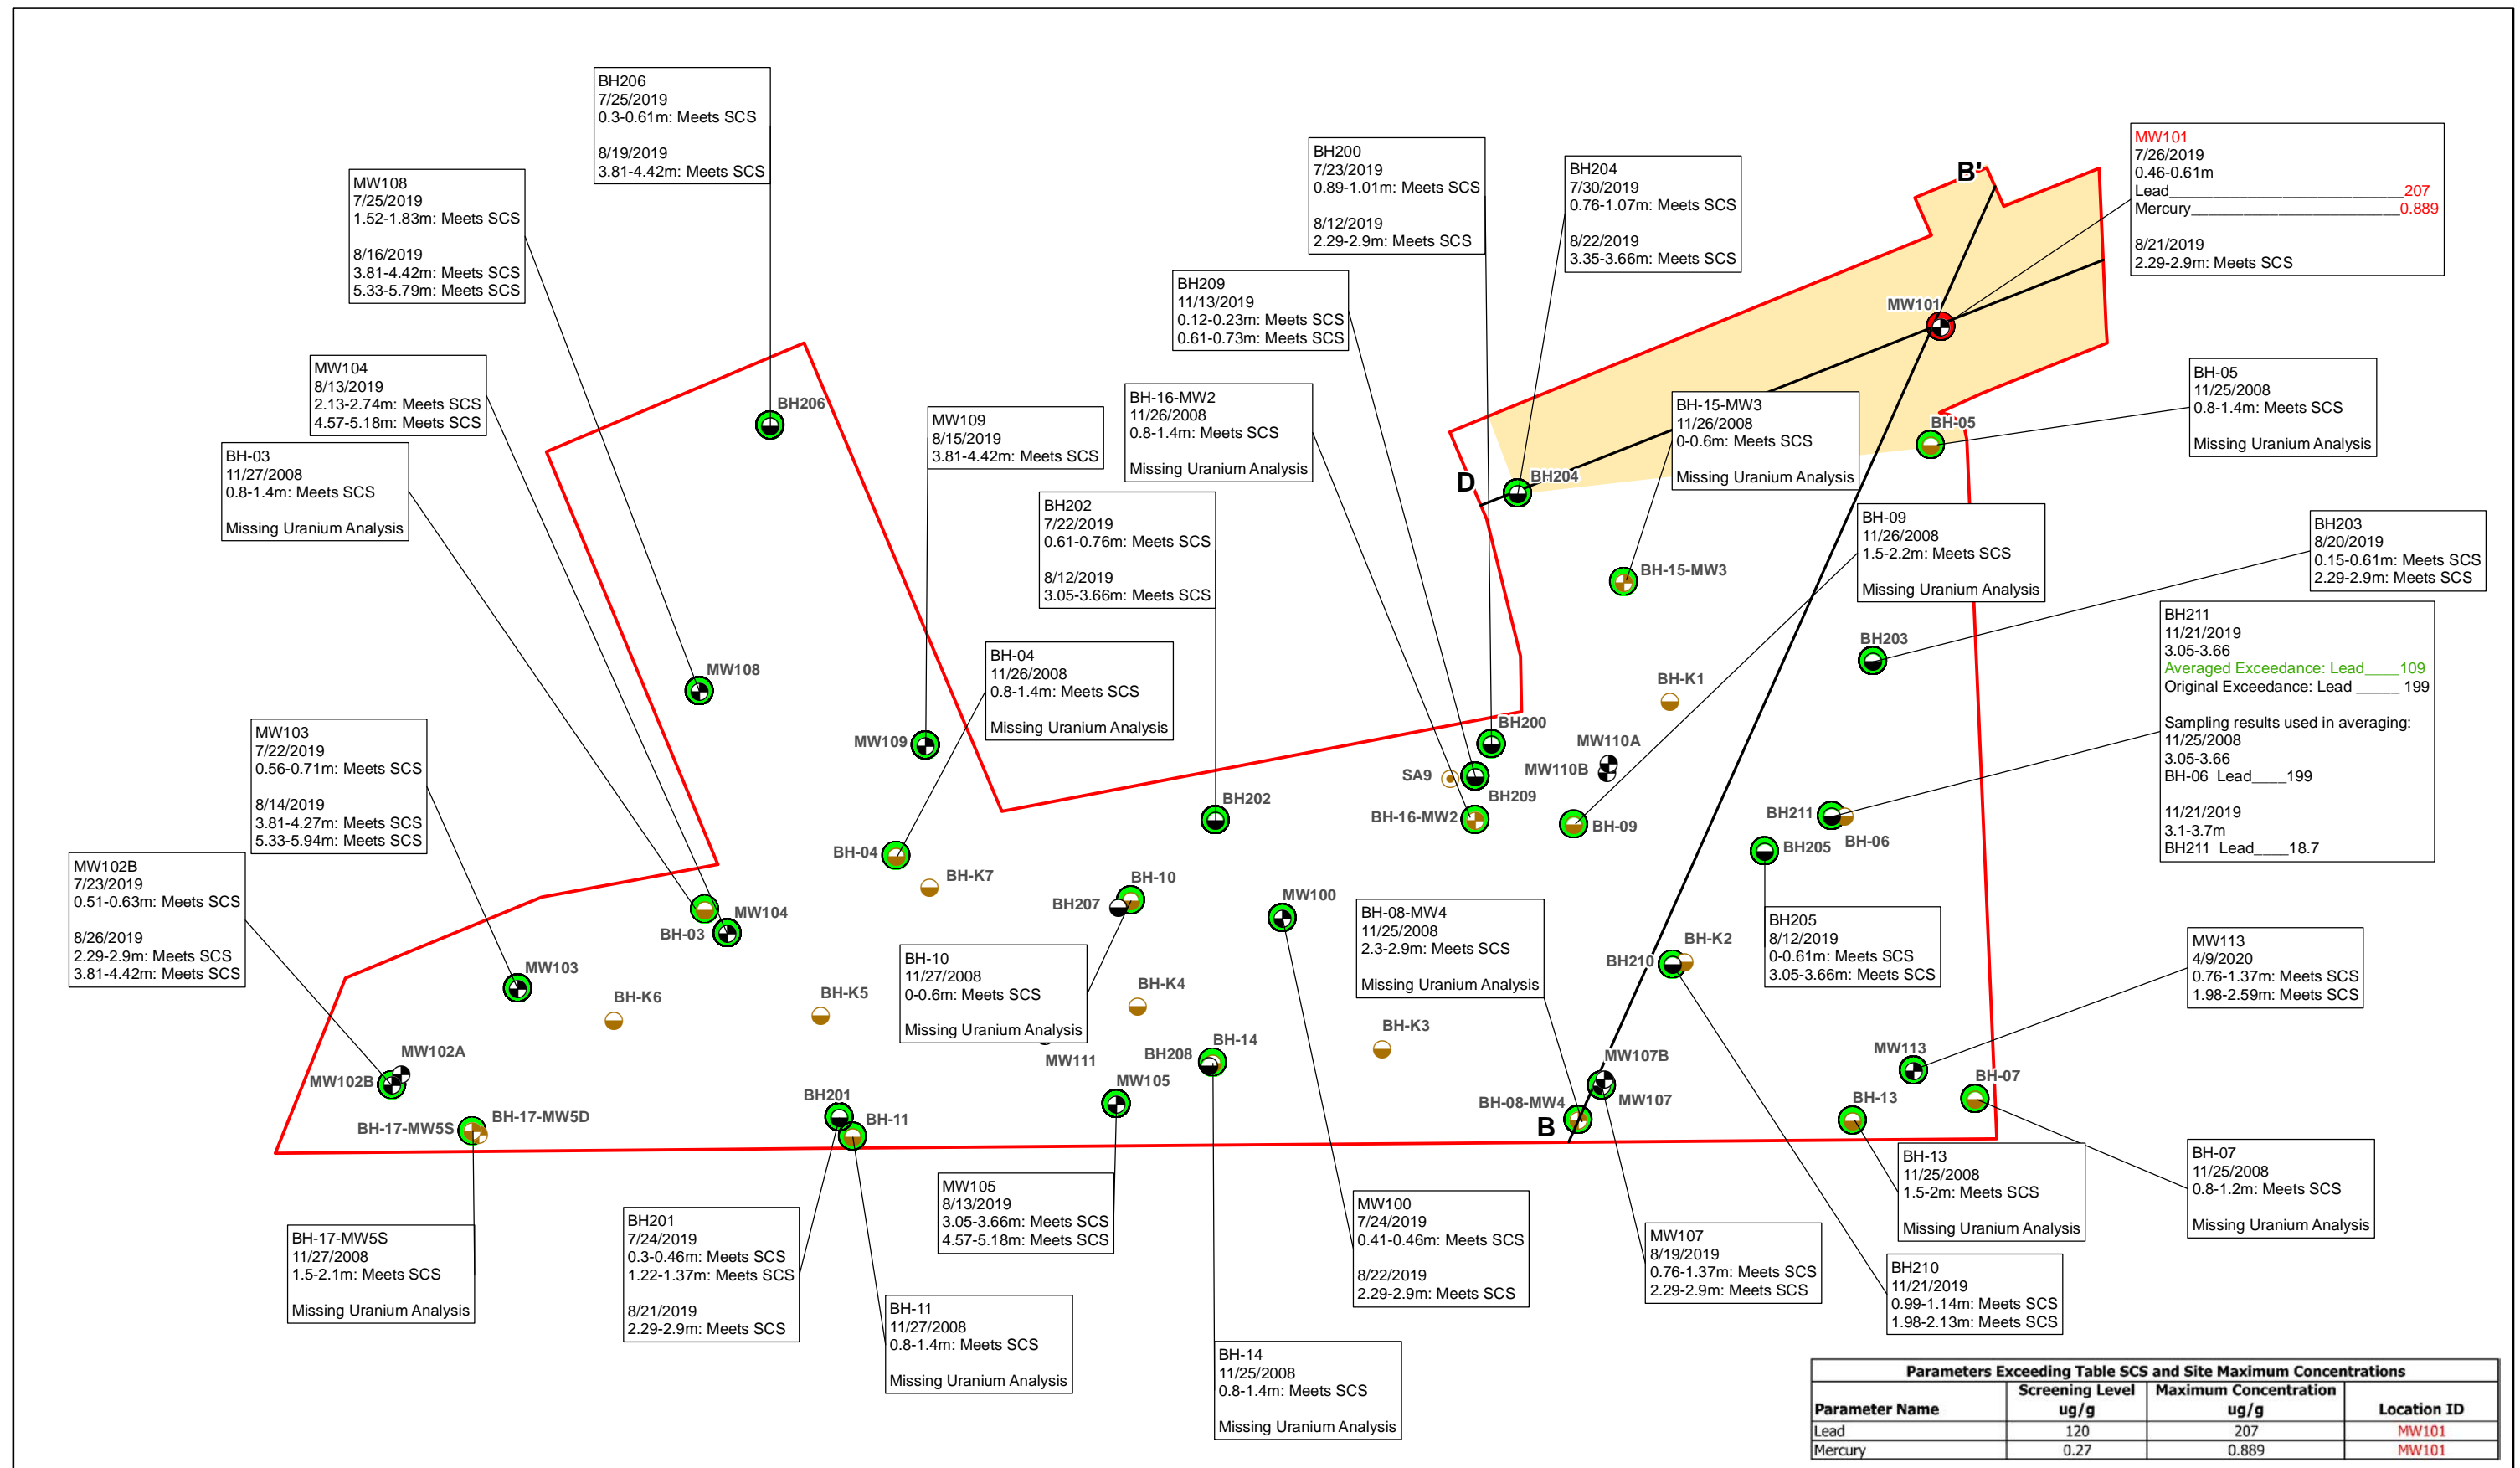 BH206
7/25/2019
0.3-0.61m: Meets SCS
8/19/2019
3.81-4.42m: Meets SCS
MW108
7/25/2019
1.52-1.83m: Meets SCS
8/16/2019
3.81-4.42m: Meets SCS
5.33-5.79m: Meets SCS
BH200
7/23/2019
0.89-1.01m: Meets SCS
8/12/2019
2.29-2.9m: Meets SCS
BH204
7/30/2019
0.76-1.07m: Meets SCS
8/22/2019
3.35-3.66m: Meets SCS
B'
MW101
7/26/2019
0.46-0.61m
Lead___________________________207
Mercury________________________0.889
8/21/2019
2.29-2.9m: Meets SCS
BH209
11/13/2019
0.12-0.23m: Meets SCS
0.61-0.73m: Meets SCS
MW101
MW104
8/13/2019
2.13-2.74m: Meets SCS
4.57-5.18m: Meets SCS
BH206
BH-16-MW2
11/26/2008
0.8-1.4m: Meets SCS
Missing Uranium Analysis
BH-15-MW3
11/26/2008
0-0.6m: Meets SCS
Missing Uranium Analysis
BH-05
11/25/2008
0.8-1.4m: Meets SCS
Missing Uranium Analysis
BH-05
MW109
8/15/2019
3.81-4.42m: Meets SCS
BH-03
11/27/2008
0.8-1.4m: Meets SCS
Missing Uranium Analysis
D
BH204
BH202
7/22/2019
0.61-0.76m: Meets SCS
8/12/2019
3.05-3.66m: Meets SCS
BH-09
11/26/2008
1.5-2.2m: Meets SCS
Missing Uranium Analysis
BH203
8/20/2019
0.15-0.61m: Meets SCS
2.29-2.9m: Meets SCS
BH-15-MW3
BH211
11/21/2019
3.05-3.66
Averaged Exceedance: Lead____109
Original Exceedance: Lead _____ 199
Sampling results used in averaging:
11/25/2008
3.05-3.66
BH-06  Lead____199
11/21/2019
3.1-3.7m
BH211  Lead____18.7
BH203
BH-04
11/26/2008
0.8-1.4m: Meets SCS
Missing Uranium Analysis
MW108
BH-K1
MW103
7/22/2019
0.56-0.71m: Meets SCS
8/14/2019
3.81-4.27m: Meets SCS
5.33-5.94m: Meets SCS
BH200
MW109
MW110A
SA9
MW110B
BH209
BH202
BH-16-MW2
BH-09
BH211
BH-06
BH205
BH-04
MW102B
7/23/2019
0.51-0.63m: Meets SCS
8/26/2019
2.29-2.9m: Meets SCS
3.81-4.42m: Meets SCS
BH-K7
BH-10
BH207
MW104
BH-03
MW100
BH-08-MW4
11/25/2008
2.3-2.9m: Meets SCS
Missing Uranium Analysis
BH205
8/12/2019
0-0.61m: Meets SCS
3.05-3.66m: Meets SCS
BH-K2
BH210
MW113
4/9/2020
0.76-1.37m: Meets SCS
1.98-2.59m: Meets SCS
BH-10
11/27/2008
0-0.6m: Meets SCS
Missing Uranium Analysis
MW103
BH-K6
BH-K5
BH-K4
BH-K3
MW111
BH208
BH-14
MW102A
MW102B
MW105
MW107B
MW107
MW113
BH-07
BH-08-MW4
BH-13
B
BH201
BH-11
BH-17-MW5S
BH-17-MW5D
BH-13
11/25/2008
1.5-2m: Meets SCS
Missing Uranium Analysis
BH-07
11/25/2008
0.8-1.2m: Meets SCS
Missing Uranium Analysis
MW105
8/13/2019
3.05-3.66m: Meets SCS
4.57-5.18m: Meets SCS
MW100
7/24/2019
0.41-0.46m: Meets SCS
8/22/2019
2.29-2.9m: Meets SCS
BH201
7/24/2019
0.3-0.46m: Meets SCS
1.22-1.37m: Meets SCS
8/21/2019
2.29-2.9m: Meets SCS
BH-17-MW5S
11/27/2008
1.5-2.1m: Meets SCS
Missing Uranium Analysis
MW107
8/19/2019
0.76-1.37m: Meets SCS
2.29-2.9m: Meets SCS
BH210
11/21/2019
0.99-1.14m: Meets SCS
1.98-2.13m: Meets SCS
BH-11
11/27/2008
0.8-1.4m: Meets SCS
Missing Uranium Analysis
BH-14
11/25/2008
0.8-1.4m: Meets SCS
Missing Uranium Analysis
Parameters Exceeding Table SCS and Site Maximum Concentrations
Parameter Name Screening Level ug/g Maximum Concentration ug/g Location ID
Lead 120 207 MW101
Mercury 0.27 0.889 MW101